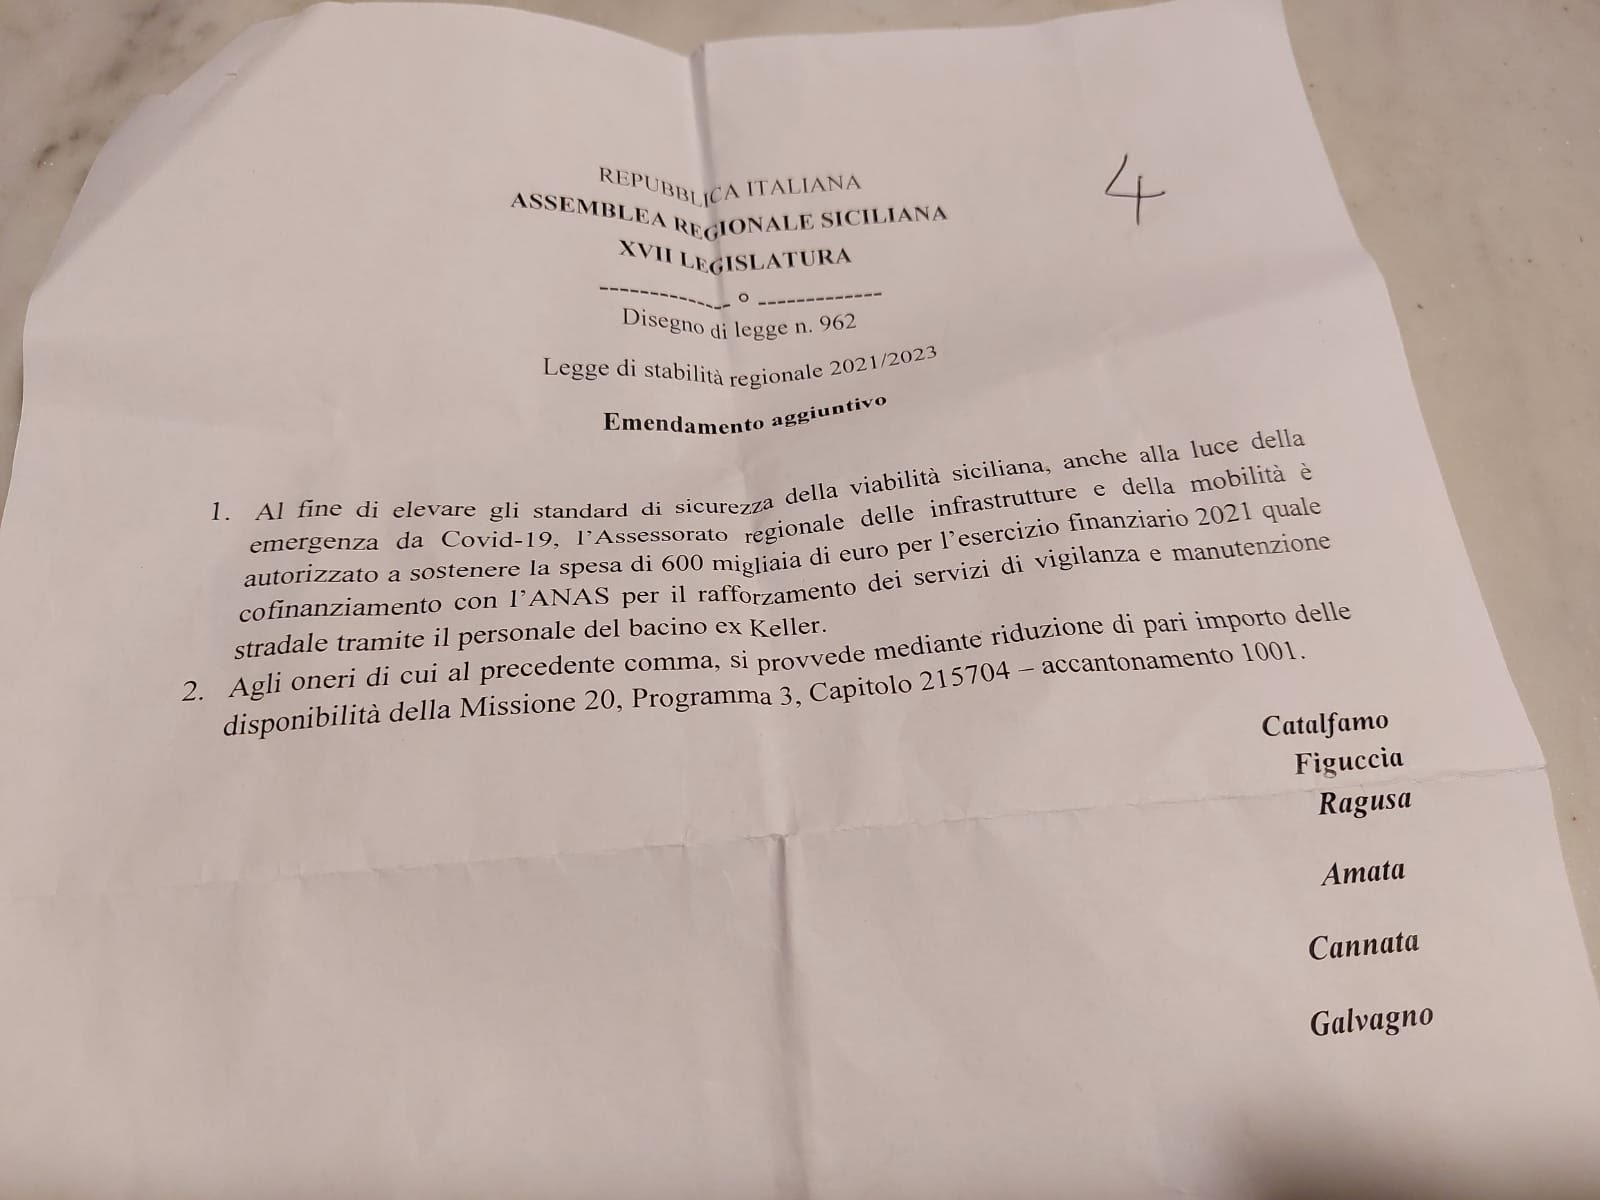 4
REPUBBLICA ITALIANA
ASSEMBLEA REGIONALE SICILIANA
XVII LEGISLATURA
------------- o -------------
Disegno di legge n. 962
Legge di stabilità regionale 2021/2023
Emendamento aggiuntivo
1. Al fine di elevare gli standard di sicurezza della viabilità siciliana, anche alla luce della
emergenza da Covid-19, l’Assessorato regionale delle infrastrutture e della mobilità è
autorizzato a sostenere la spesa di 600 migliaia di euro per l’esercizio finanziario 2021 quale
cofinanziamento con l’ANAS per il rafforzamento dei servizi di vigilanza e manutenzione
stradale tramite il personale del bacino ex Keller.
2. Agli oneri di cui al precedente comma, si provvede mediante riduzione di pari importo delle
disponibilità della Missione 20, Programma 3, Capitolo 215704 – accantonamento 1001.
Catalfamo
Figuccia
Ragusa
Amata
Cannata
Galvagno